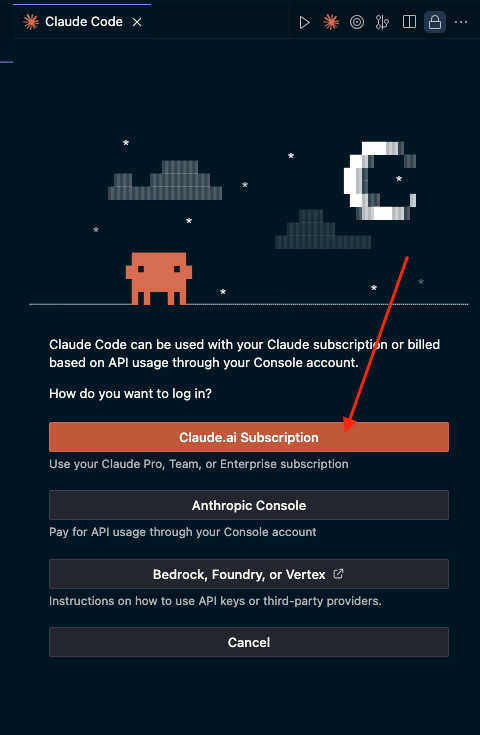 Claude Code
Claude Code can be used with your Claude subscription or billed
based on API usage through your Console account.
How do you want to log in?
Claude.ai Subscription
Use your Claude Pro, Team, or Enterprise subscription
Anthropic Console
Pay for API usage through your Console account
Bedrock, Foundry, or Vertex
Instructions on how to use API keys or third-party providers.
Cancel